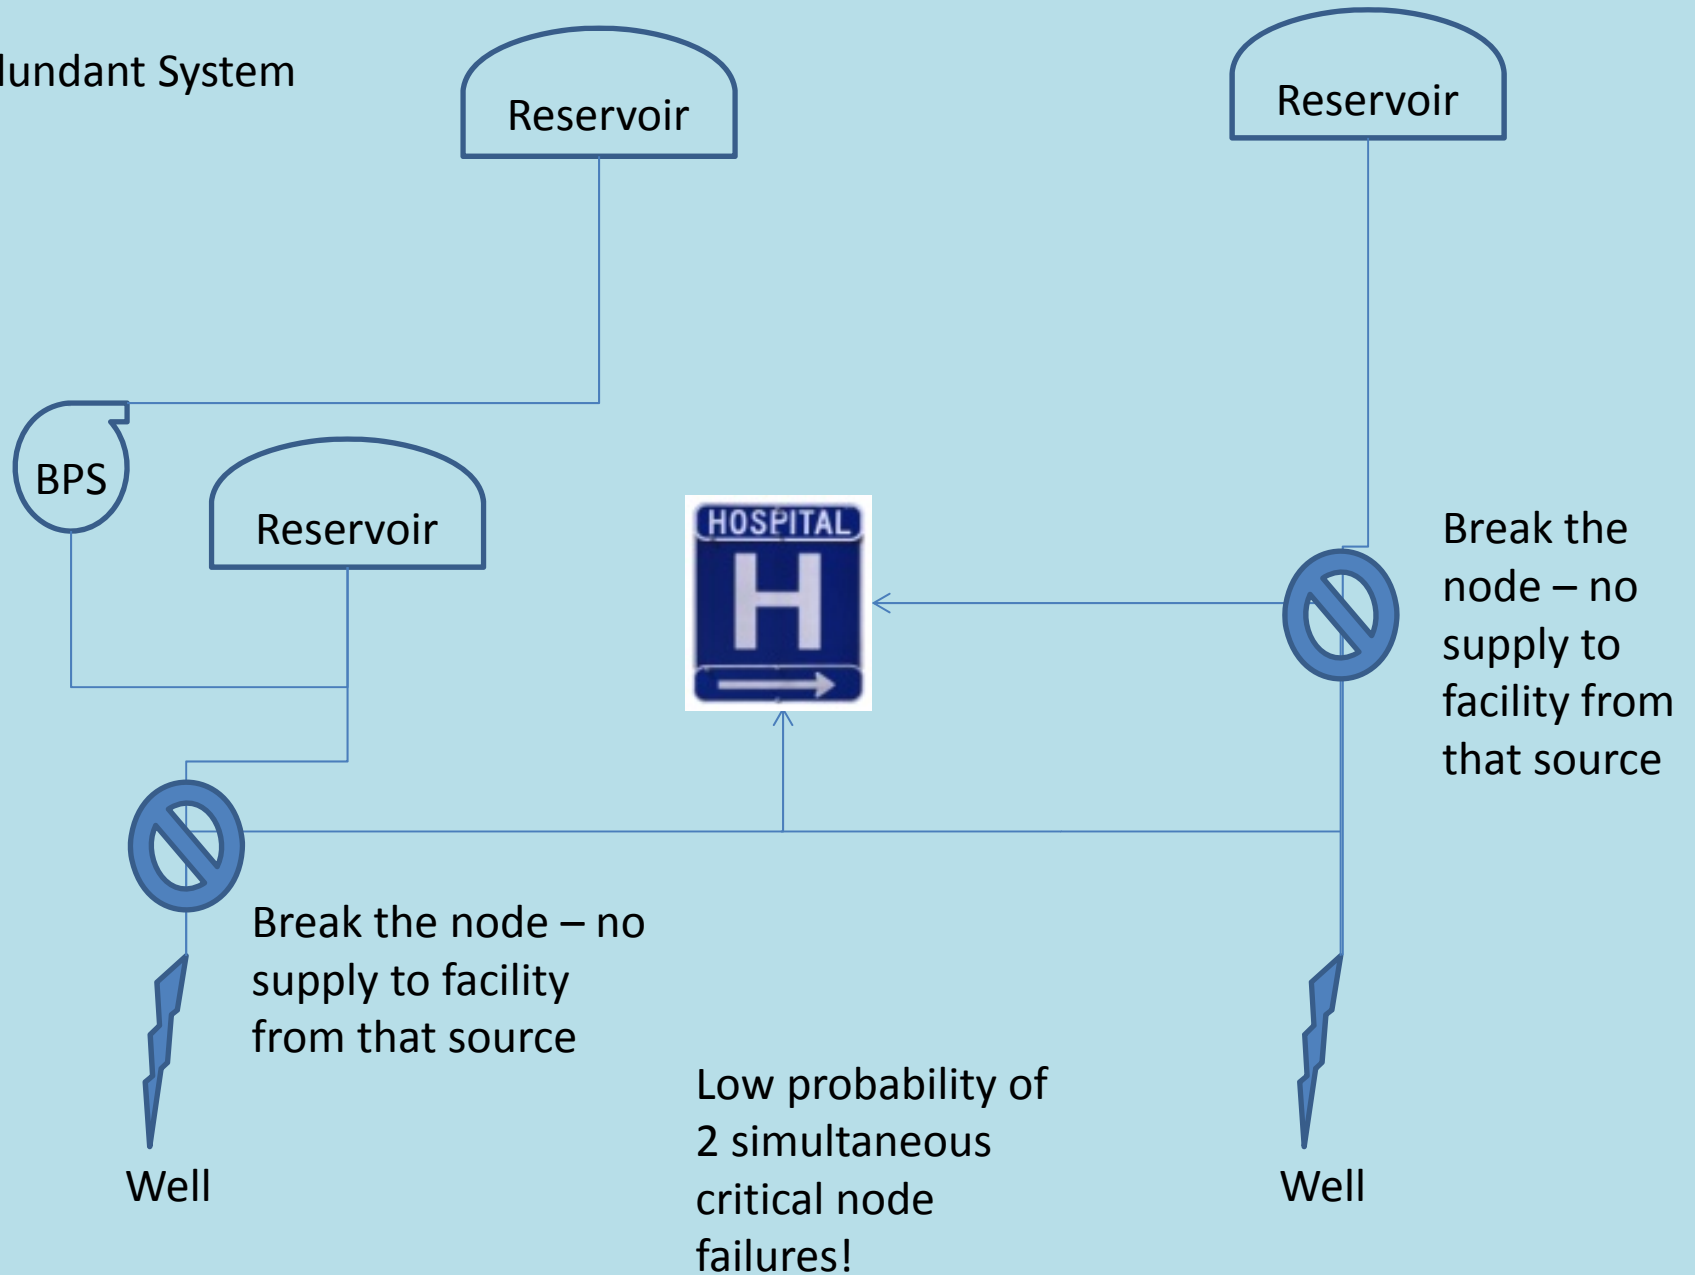 dundant System
Reservoir
Reservoir
BPS
Reservoir
HOSPITAL
H
Break the
node – no
supply to
facility from
that source
Break the node – no
supply to facility
from that source
Low probability of
2 simultaneous
critical node
failures!
Well
Well